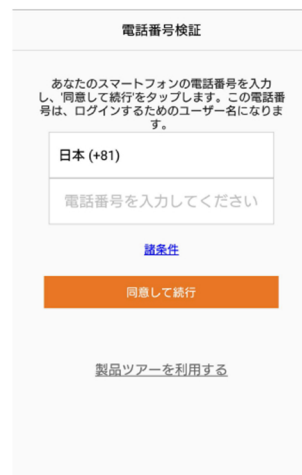 電話番号検証
あなたのスマートフォンの電話番号を入力
し、'同意して続行'をタップします。この電話番
号は、ログインするためのユーザー名になりま
す。
日本 (+81)
電話番号を入力してください
諸条件
同意して続行
製品ツアーを利用する